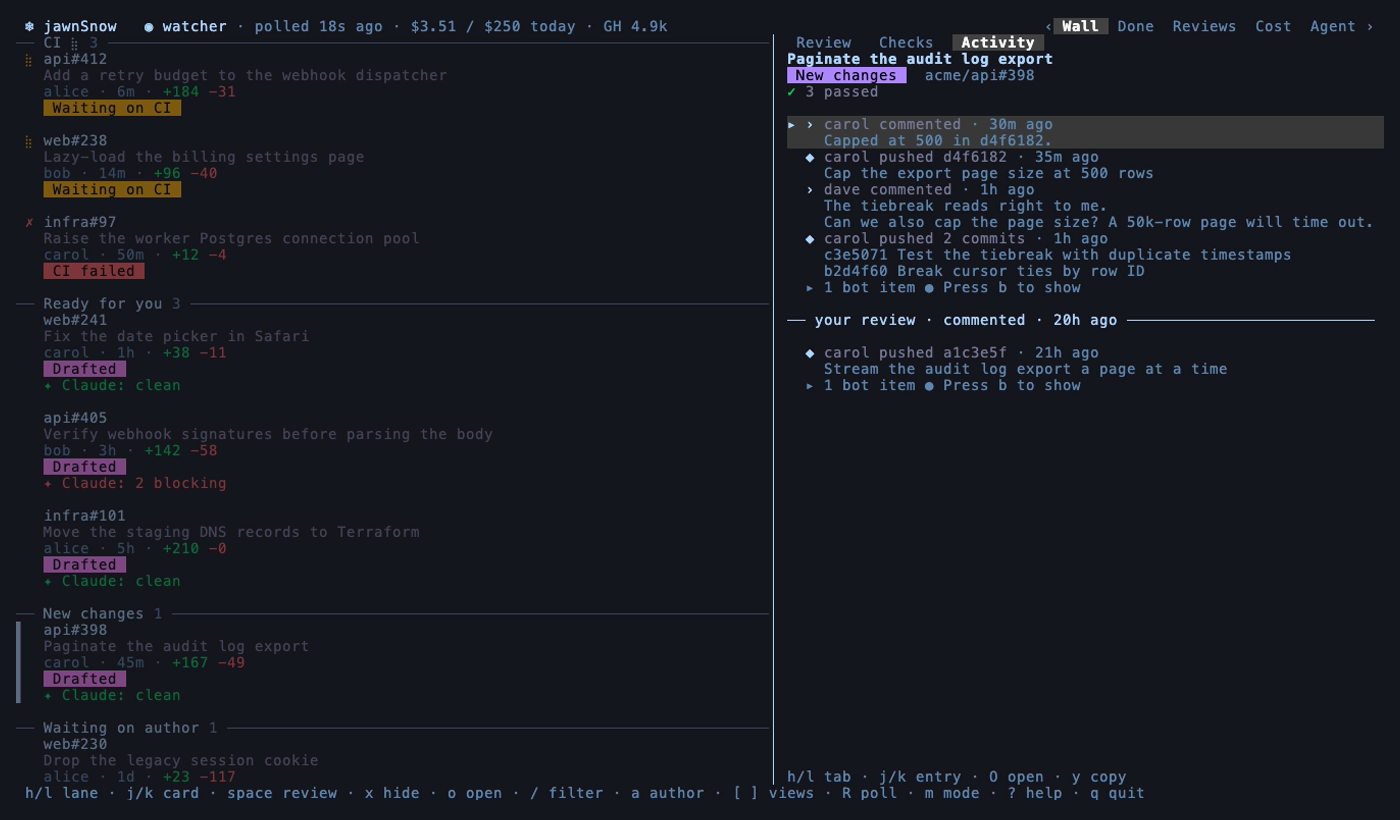 ❄ jawnSnow ◉ watcher · polled 18s ago · $3.51 / $250 today · GH 4.9k
‹ Wall Done Reviews Cost Agent ›
CI ⣾ 3
api#412
Add a retry budget to the webhook dispatcher
alice · 6m · +184 −31
Waiting on CI
web#238
Lazy-load the billing settings page
bob · 14m · +96 −40
Waiting on CI
✗ infra#97
Raise the worker Postgres connection pool
carol · 50m · +12 −4
CI failed
Ready for you 3
web#241
Fix the date picker in Safari
carol · 1h · +38 −11
Drafted
✦ Claude: clean
api#405
Verify webhook signatures before parsing the body
bob · 3h · +142 −58
Drafted
✦ Claude: 2 blocking
infra#101
Move the staging DNS records to Terraform
alice · 5h · +210 −0
Drafted
✦ Claude: clean
New changes 1
api#398
Paginate the audit log export
carol · 45m · +167 −49
Drafted
✦ Claude: clean
Waiting on author 1
web#230
Drop the legacy session cookie
alice · 1d · +23 −117
Review Checks Activity
Paginate the audit log export
New changes acme/api#398
✓ 3 passed
▸ › carol commented · 30m ago
Capped at 500 in d4f6182.
◆ carol pushed d4f6182 · 35m ago
Cap the export page size at 500 rows
› dave commented · 1h ago
The tiebreak reads right to me.
Can we also cap the page size? A 50k-row page will time out.
◆ carol pushed 2 commits · 1h ago
c3e5071 Test the tiebreak with duplicate timestamps
b2d4f60 Break cursor ties by row ID
▸ 1 bot item ● Press b to show
your review · commented · 20h ago
◆ carol pushed a1c3e5f · 21h ago
Stream the audit log export a page at a time
▸ 1 bot item ● Press b to show
h/l tab · j/k entry · O open · y copy
h/l lane · j/k card · space review · x hide · o open · / filter · a author · [ ] views · R poll · m mode · ? help · q quit